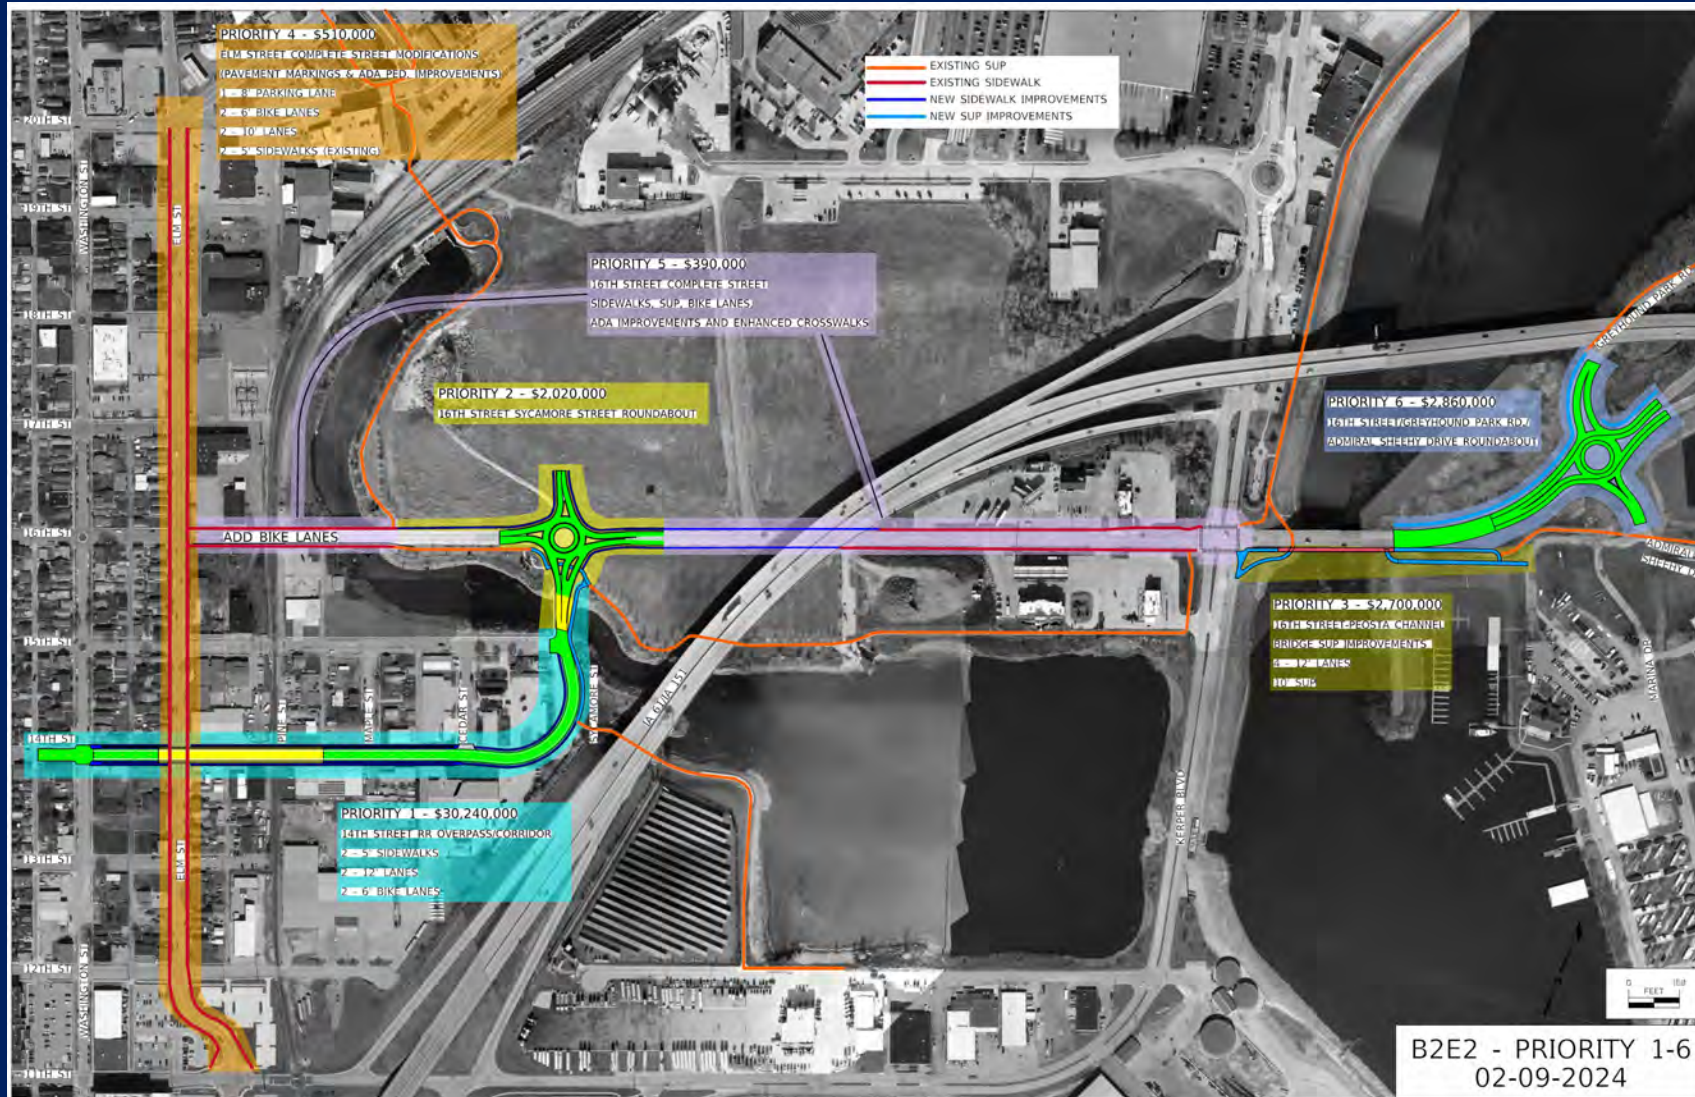 PRIORITY 4 - $510,000
ELM STREET COMPLETE STREET MODIFICATIONS
(PAVEMENT MARKINGS & ADA PED. IMPROVEMENTS)
1 - 8' PARKING LANE
2 - 6' BIKE LANES
2 - 10' LANES
2 - 5' SIDEWALKS (EXISTING)
EXISTING SUP
EXISTING SIDEWALK
NEW SIDEWALK IMPROVEMENTS
NEW SUP IMPROVEMENTS
20TH ST
WASHINGTON ST
19TH ST
ELM ST
PRIORITY 5 - $390,000
16TH STREET COMPLETE STREET
SIDEWALKS, SUP, BIKE LANES,
ADA IMPROVEMENTS AND ENHANCED CROSSWALKS
18TH ST
GREYHOUND PARK RD
PRIORITY 2 - $2,020,000
16TH STREET SYCAMORE STREET ROUNDABOUT
PRIORITY 6 - $2,860,000
16TH STREET/GREYHOUND PARK RD./
ADMIRAL SHEEHY DRIVE ROUNDABOUT
17TH ST
16TH ST
ADD BIKE LANES
ADMIRAL
SHEEHY D
PRIORITY 3 - $2,700,000
16TH STREET-PEOSTA CHANNEL
BRIDGE SUP IMPROVEMENTS
4 - 12' LANES
10' SUP
15TH ST
MARINA DR
14TH ST
PINE ST
MAPLE ST
CEDAR ST
SYCAMORE ST
IA 61/IA 151
KERPER BLVD
PRIORITY 1 - $30,240,000
14TH STREET RR OVERPASS/CORRIDOR
2 - 5' SIDEWALKS
2 - 12' LANES
2 - 6' BIKE LANES
13TH ST
ELM ST
12TH ST
WASHINGTON ST
0
FEET
11TH ST
B2E2 - PRIORITY 1-6
02-09-2024